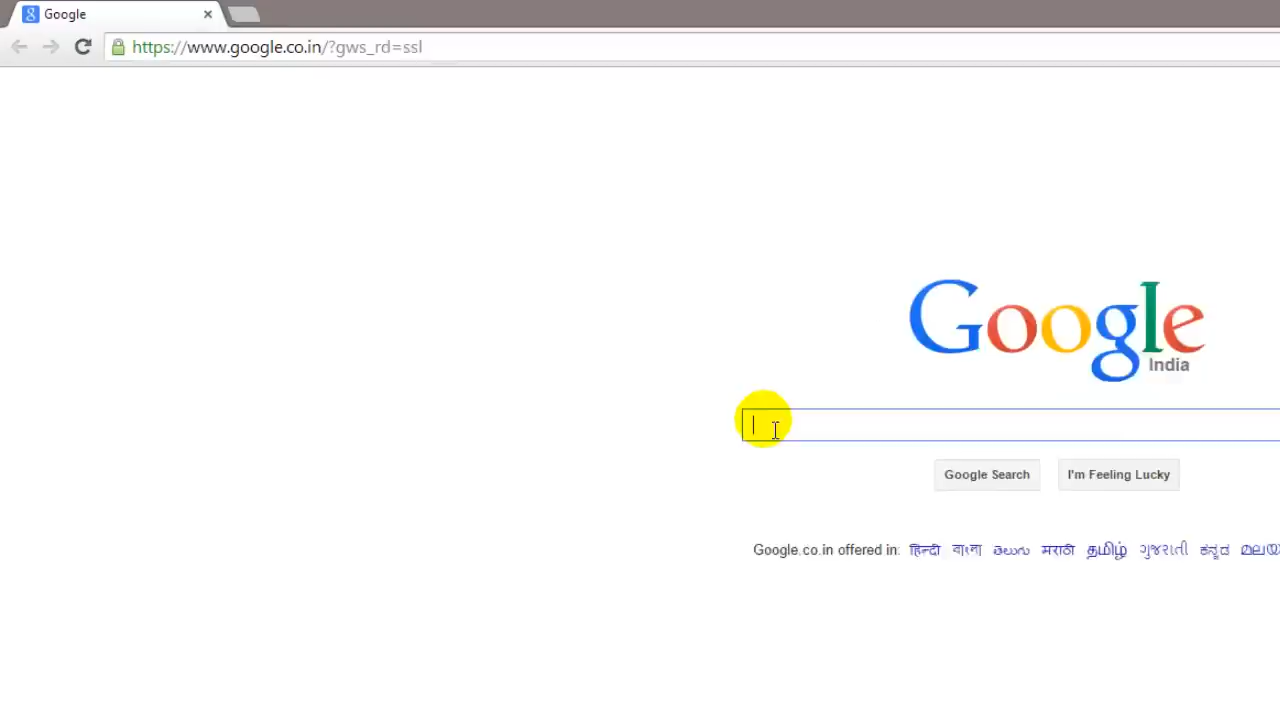 Google
https://www.google.co.in/?gws_rd=ssl
Google
India
Google Search I'm Feeling Lucky
Google.co.in offered in: हिन्दी বাংলা తెలుగు मराठी தமிழ் ગુજરાતી ಕನ್ನಡ